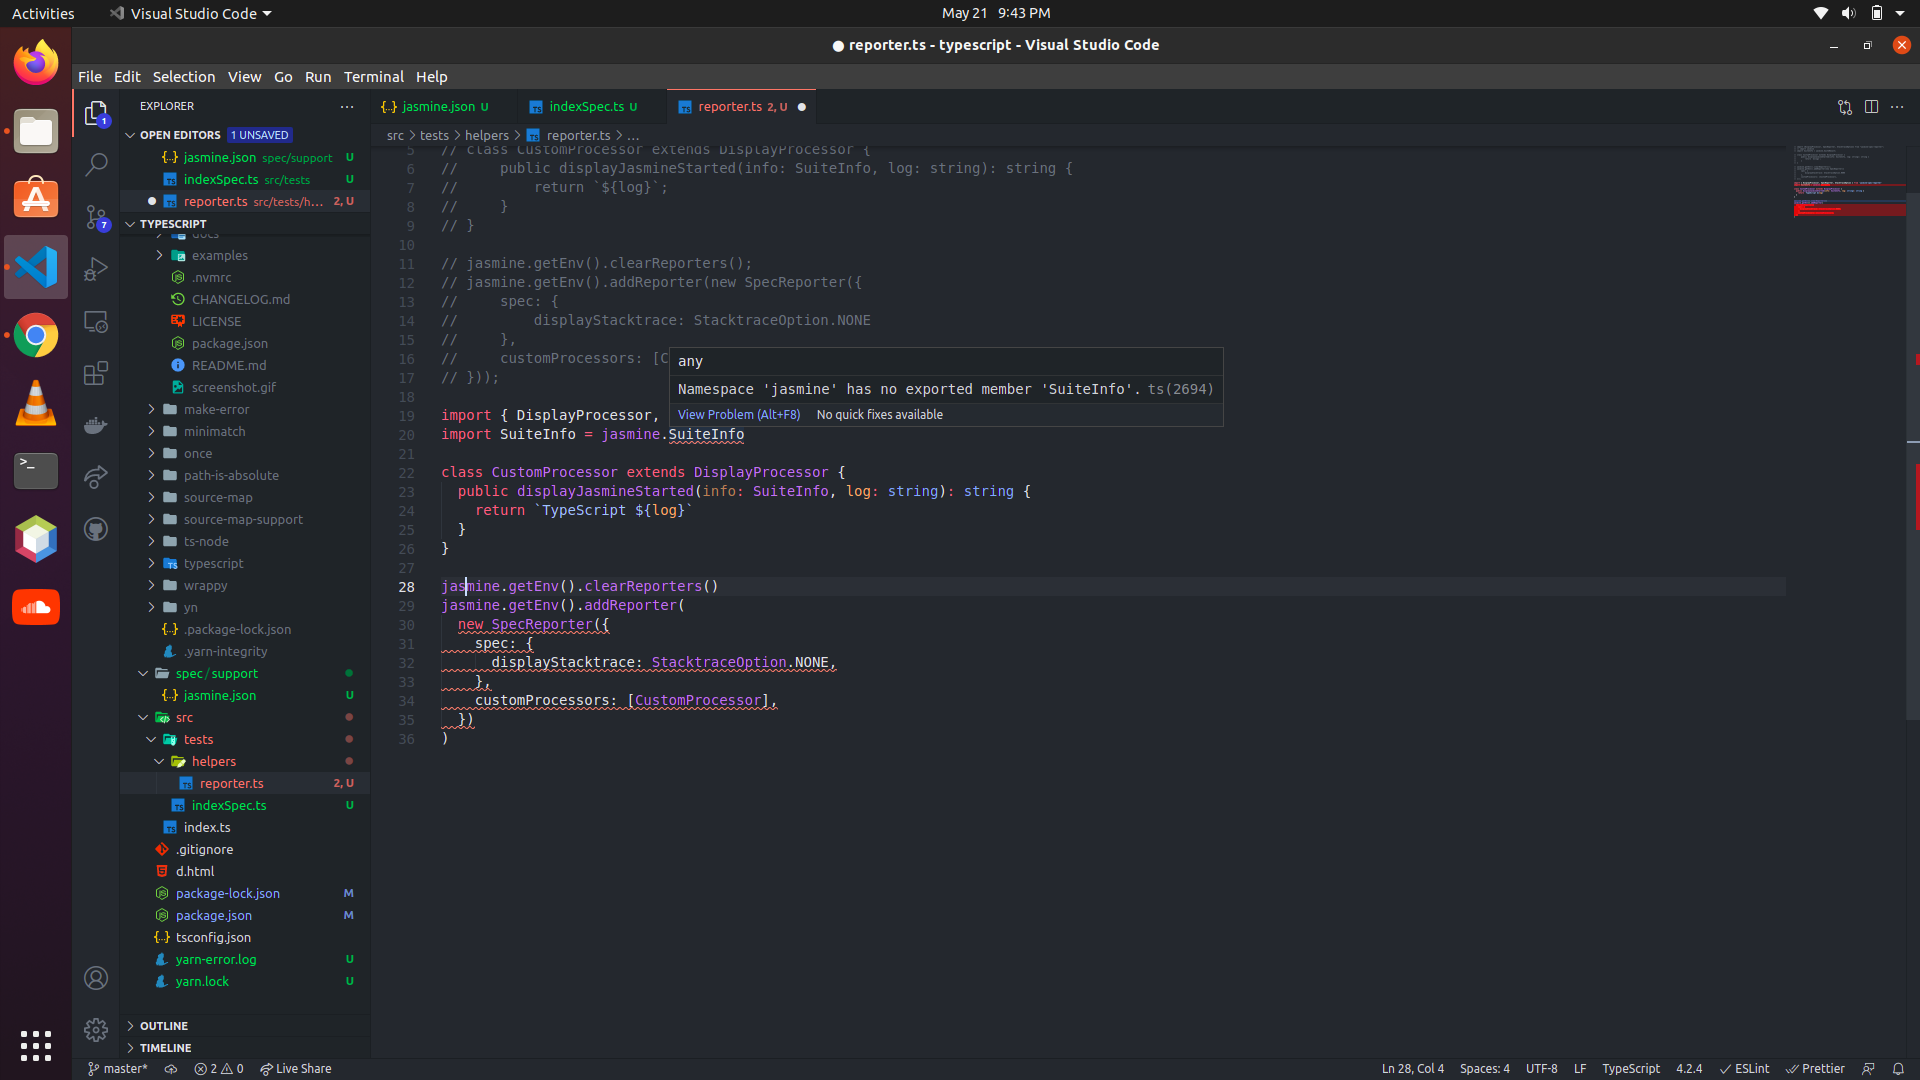 Activities
Visual Studio Code
May 21 9:43 PM
reporter.ts - typescript - Visual Studio Code
File Edit Selection View Go Run Terminal Help
EXPLORER
OPEN EDITORS 1 UNSAVED
jasmine.json spec/support U
indexSpec.ts src/tests U
reporter.ts src/tests/h... 2, U
TYPESCRIPT
docs
examples
.nvmrc
CHANGELOG.md
LICENSE
package.json
README.md
screenshot.gif
make-error
minimatch
once
path-is-absolute
source-map
source-map-support
ts-node
typescript
wrappy
yn
.package-lock.json
.yarn-integrity
spec/support
jasmine.json U
src
tests
helpers
reporter.ts 2, U
indexSpec.ts U
index.ts
.gitignore
d.html
package-lock.json M
package.json M
tsconfig.json
yarn-error.log U
yarn.lock U
OUTLINE
TIMELINE
1
7
jasmine.json U
indexSpec.ts U
reporter.ts 2, U
src > tests > helpers > reporter.ts > ...
5 // class CustomProcessor extends DisplayProcessor {
6 //     public displayJasmineStarted(info: SuiteInfo, log: string): string {
7 //         return `${log}`;
8 //     }
9 // }
10
11 // jasmine.getEnv().clearReporters();
12 // jasmine.getEnv().addReporter(new SpecReporter({
13 //     spec: {
14 //         displayStacktrace: StacktraceOption.NONE
15 //     },
16 //     customProcessors: [C
17 // }));
18
19 import { DisplayProcessor,
20 import SuiteInfo = jasmine.SuiteInfo
21
22 class CustomProcessor extends DisplayProcessor {
23   public displayJasmineStarted(info: SuiteInfo, log: string): string {
24     return `TypeScript ${log}`
25   }
26 }
27
28 jasmine.getEnv().clearReporters()
29 jasmine.getEnv().addReporter(
30   new SpecReporter({
31     spec: {
32       displayStacktrace: StacktraceOption.NONE,
33     },
34     customProcessors: [CustomProcessor],
35   })
36 )
any
Namespace 'jasmine' has no exported member 'SuiteInfo'. ts(2694)
View Problem (Alt+F8) No quick fixes available
master* 2 0 Live Share
Ln 28, Col 4 Spaces: 4 UTF-8 LF TypeScript 4.2.4 ESLint Prettier